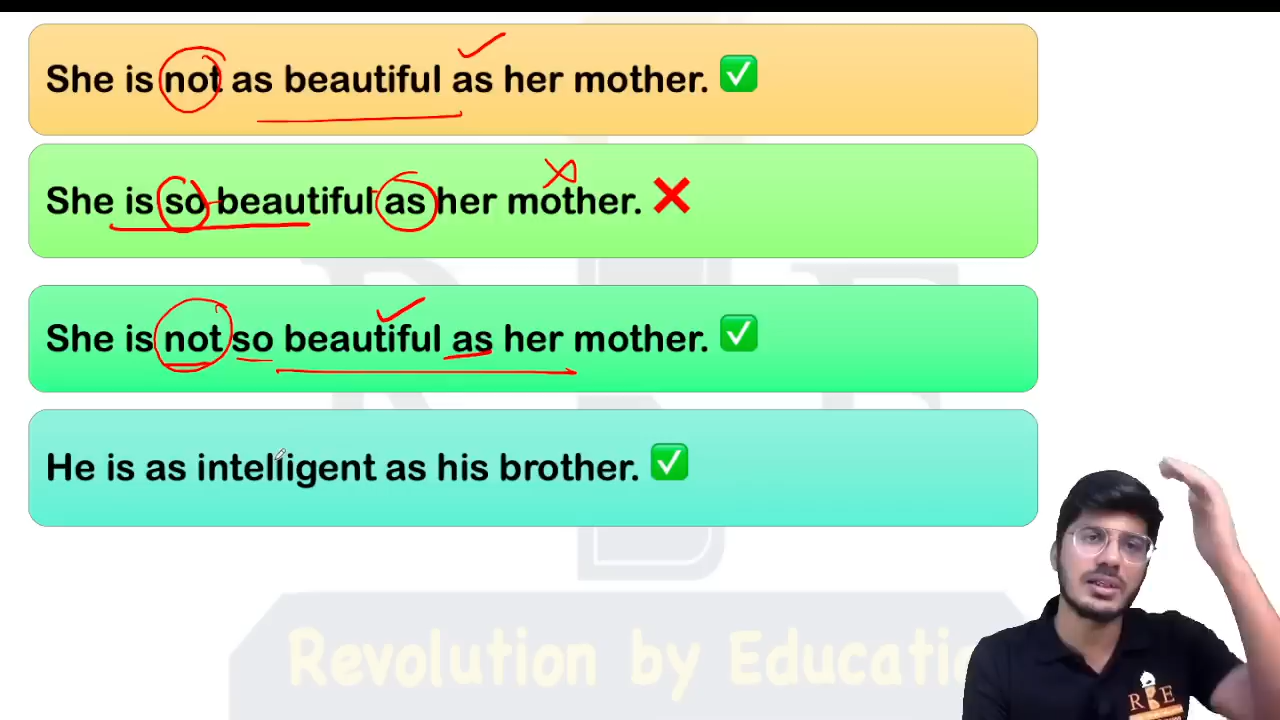 She is not as beautiful as her mother. ✅
She is so beautiful as her mother. ❌
She is not so beautiful as her mother. ✅
He is as intelligent as his brother. ✅
R B E
Revolution by Educatio
R B E